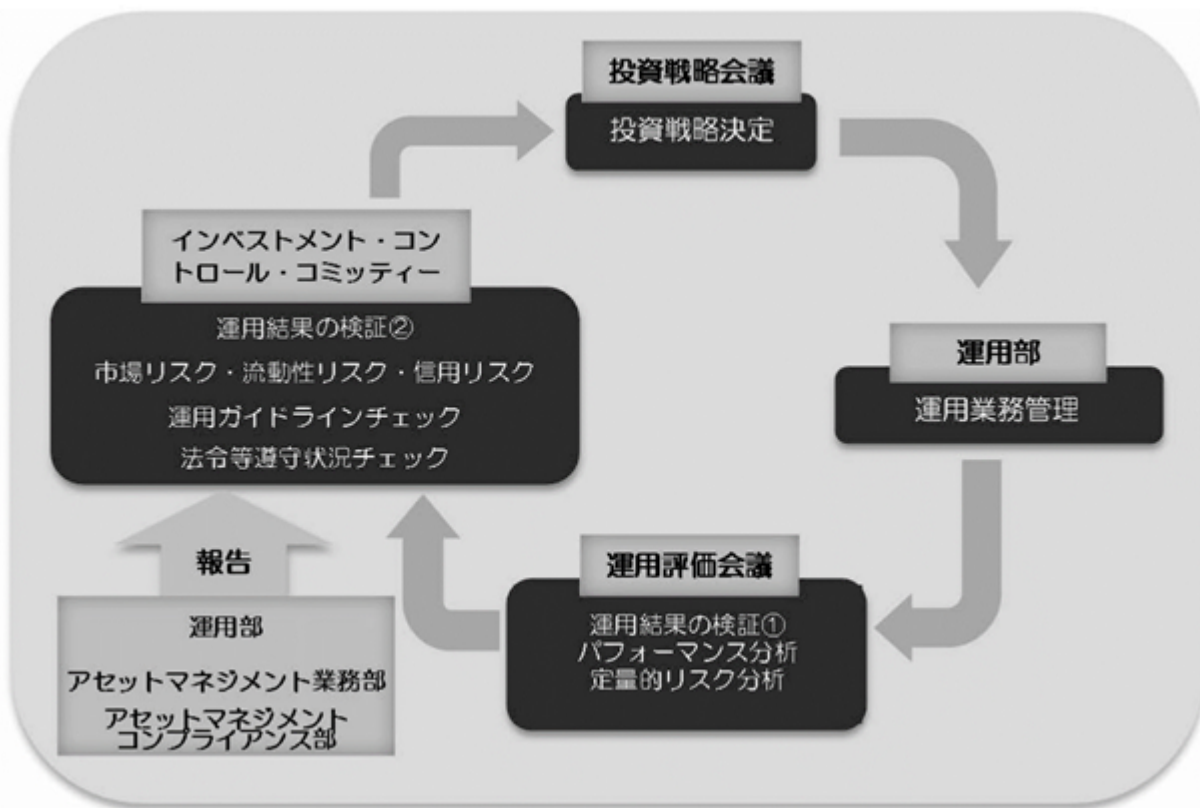 投資戦略会議
投資戦略決定
インベストメント・コン
トロール・コミッティー
運用結果の検証②
市場リスク・流動性リスク・信用リスク
運用ガイドラインチェック
法令等遵守状況チェック
運用部
運用業務管理
運用評価会議
運用結果の検証①
パフォーマンス分析
定量的リスク分析
報告
運用部
アセットマネジメント業務部
アセットマネジメント
コンプライアンス部